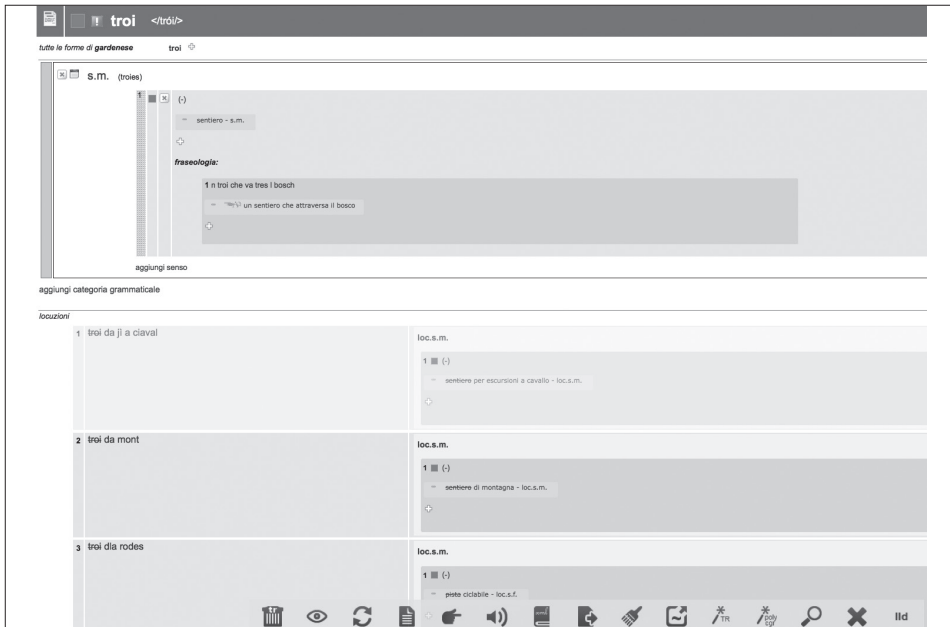 troi </trói/>
tutte le forme di gardenese troi
s.m. (troies)
1 (-)
sentiero - s.m.
fraseologia:
1 n troi che va tres l bosch
un sentiero che attraversa il bosco
aggiungi senso
aggiungi categoria grammaticale
locuzioni
1 troi da jì a ciaval
loc.s.m.
1 (-)
sentiero per escursioni a cavallo - loc.s.m.
2 troi da mont
loc.s.m.
1 (-)
sentiero di montagna - loc.s.m.
3 troi dla rodes
loc.s.m.
1 (-)
pista ciclabile - loc.s.f.
tr
TR
poly
lld